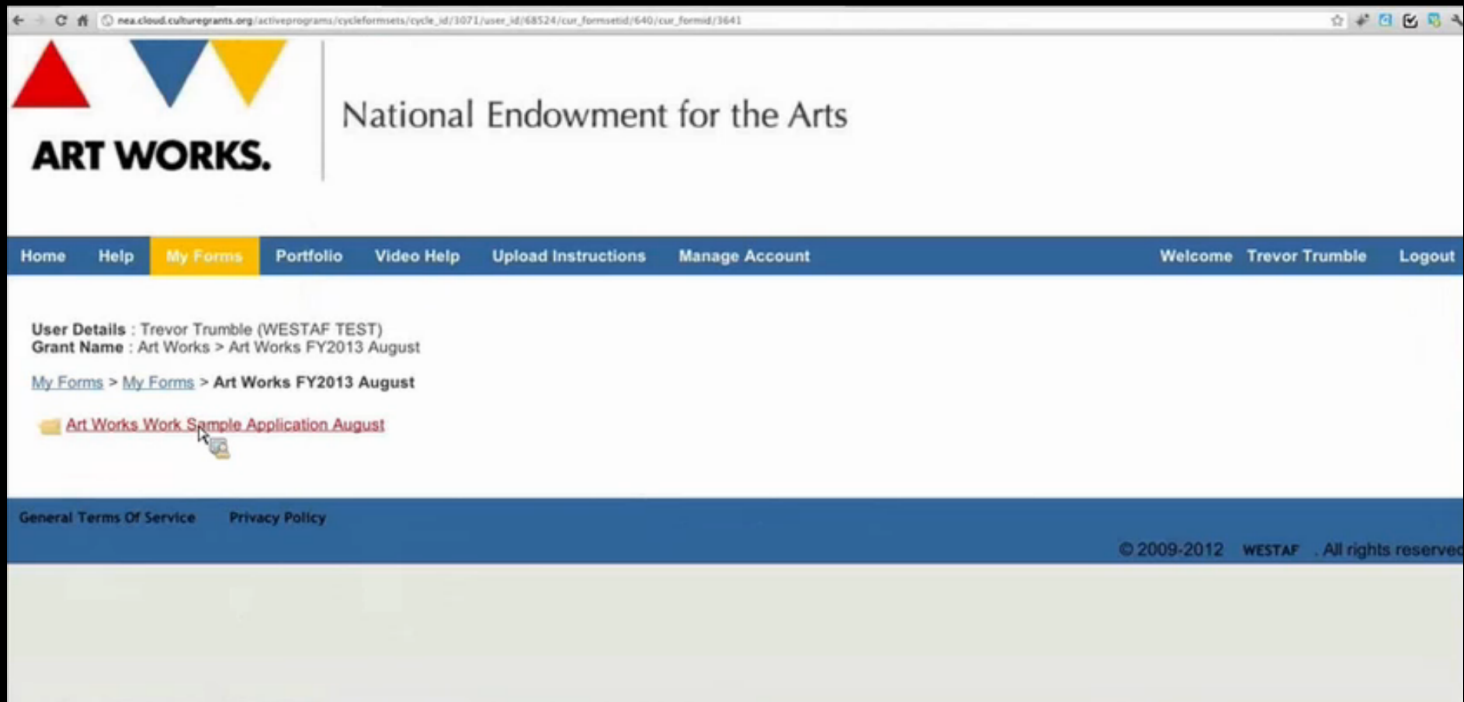 nea.cloud.culturegrants.org/activeprograms/cycleformsets/cycle_id/3071/user_id/68524/cur_formsetid/640/cur_formid/3641
ART WORKS.
National Endowment for the Arts
Home Help My Forms Portfolio Video Help Upload Instructions Manage Account Welcome Trevor Trumble Logout
User Details : Trevor Trumble (WESTAF TEST)
Grant Name : Art Works > Art Works FY2013 August
My Forms > My Forms > Art Works FY2013 August
Art Works Work Sample Application August
General Terms Of Service Privacy Policy
© 2009-2012 WESTAF . All rights reserved